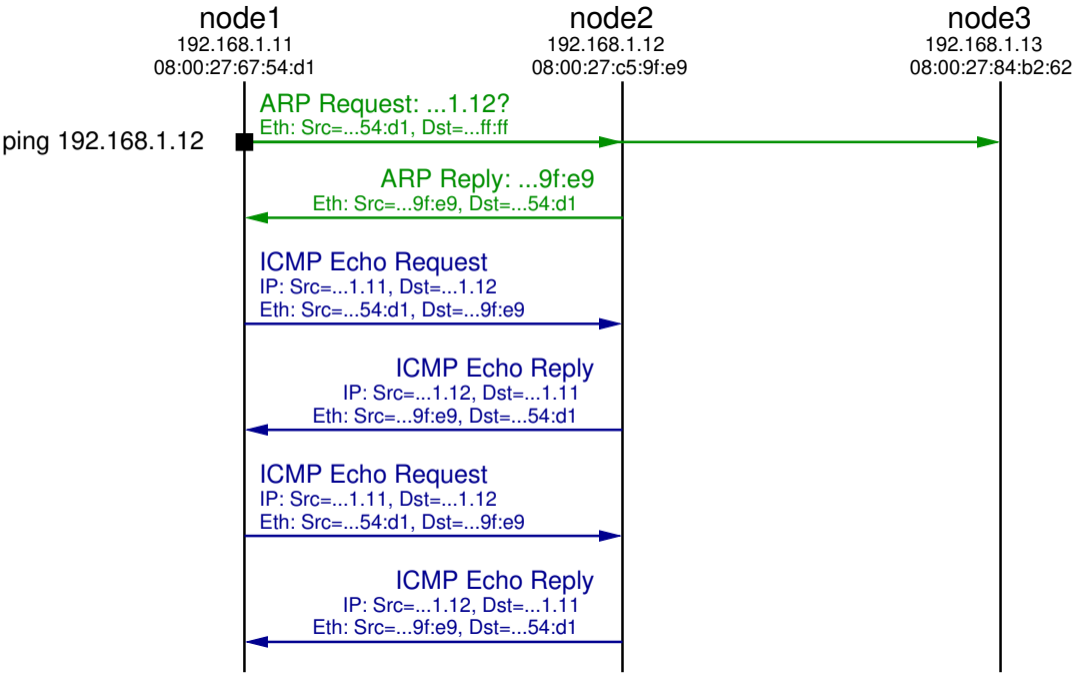 node1
192.168.1.11
08:00:27:67:54:d1
node2
192.168.1.12
08:00:27:c5:9f:e9
node3
192.168.1.13
08:00:27:84:b2:62
ping 192.168.1.12
ARP Request: ...1.12?
Eth: Src=...54:d1, Dst=...ff:ff
ARP Reply: ...9f:e9
Eth: Src=...9f:e9, Dst=...54:d1
ICMP Echo Request
IP: Src=...1.11, Dst=...1.12
Eth: Src=...54:d1, Dst=...9f:e9
ICMP Echo Reply
IP: Src=...1.12, Dst=...1.11
Eth: Src=...9f:e9, Dst=...54:d1
ICMP Echo Request
IP: Src=...1.11, Dst=...1.12
Eth: Src=...54:d1, Dst=...9f:e9
ICMP Echo Reply
IP: Src=...1.12, Dst=...1.11
Eth: Src=...9f:e9, Dst=...54:d1